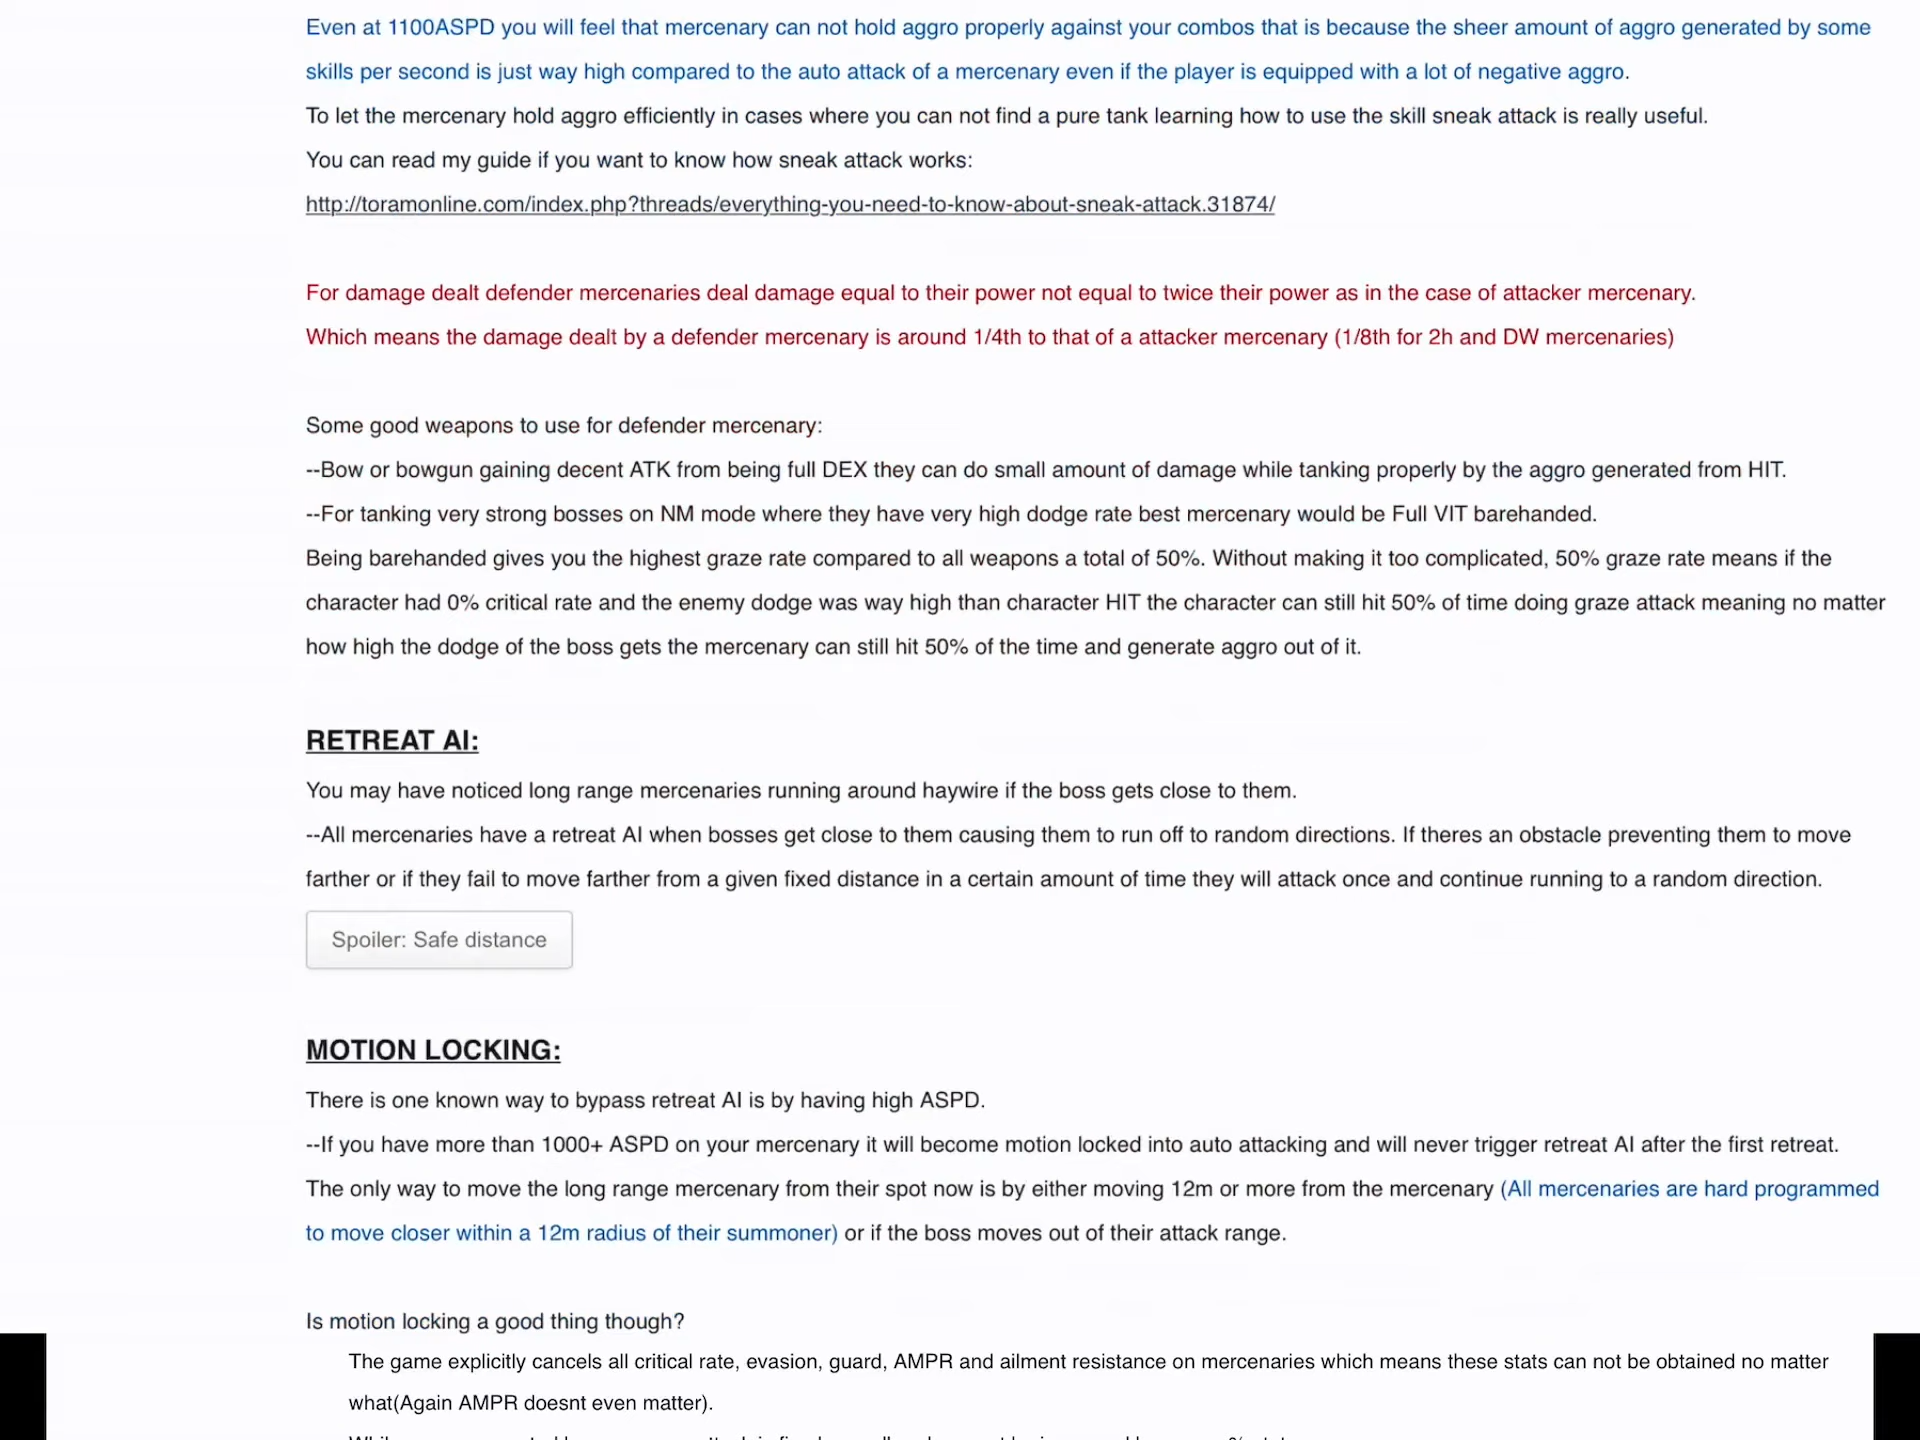 Even at 1100ASPD you will feel that mercenary can not hold aggro properly against your combos that is because the sheer amount of aggro generated by some
skills per second is just way high compared to the auto attack of a mercenary even if the player is equipped with a lot of negative aggro.
To let the mercenary hold aggro efficiently in cases where you can not find a pure tank learning how to use the skill sneak attack is really useful.
You can read my guide if you want to know how sneak attack works:
http://toramonline.com/index.php?threads/everything-you-need-to-know-about-sneak-attack.31874/
For damage dealt defender mercenaries deal damage equal to their power not equal to twice their power as in the case of attacker mercenary.
Which means the damage dealt by a defender mercenary is around 1/4th to that of a attacker mercenary (1/8th for 2h and DW mercenaries)
Some good weapons to use for defender mercenary:
--Bow or bowgun gaining decent ATK from being full DEX they can do small amount of damage while tanking properly by the aggro generated from HIT.
--For tanking very strong bosses on NM mode where they have very high dodge rate best mercenary would be Full VIT barehanded.
Being barehanded gives you the highest graze rate compared to all weapons a total of 50%. Without making it too complicated, 50% graze rate means if the
character had 0% critical rate and the enemy dodge was way high than character HIT the character can still hit 50% of time doing graze attack meaning no matter
how high the dodge of the boss gets the mercenary can still hit 50% of the time and generate aggro out of it.
RETREAT AI:
You may have noticed long range mercenaries running around haywire if the boss gets close to them.
--All mercenaries have a retreat AI when bosses get close to them causing them to run off to random directions. If theres an obstacle preventing them to move
farther or if they fail to move farther from a given fixed distance in a certain amount of time they will attack once and continue running to a random direction.
Spoiler: Safe distance
MOTION LOCKING:
There is one known way to bypass retreat AI is by having high ASPD.
--If you have more than 1000+ ASPD on your mercenary it will become motion locked into auto attacking and will never trigger retreat AI after the first retreat.
The only way to move the long range mercenary from their spot now is by either moving 12m or more from the mercenary (All mercenaries are hard programmed
to move closer within a 12m radius of their summoner) or if the boss moves out of their attack range.
Is motion locking a good thing though?
The game explicitly cancels all critical rate, evasion, guard, AMPR and ailment resistance on mercenaries which means these stats can not be obtained no matter
what(Again AMPR doesnt even matter).